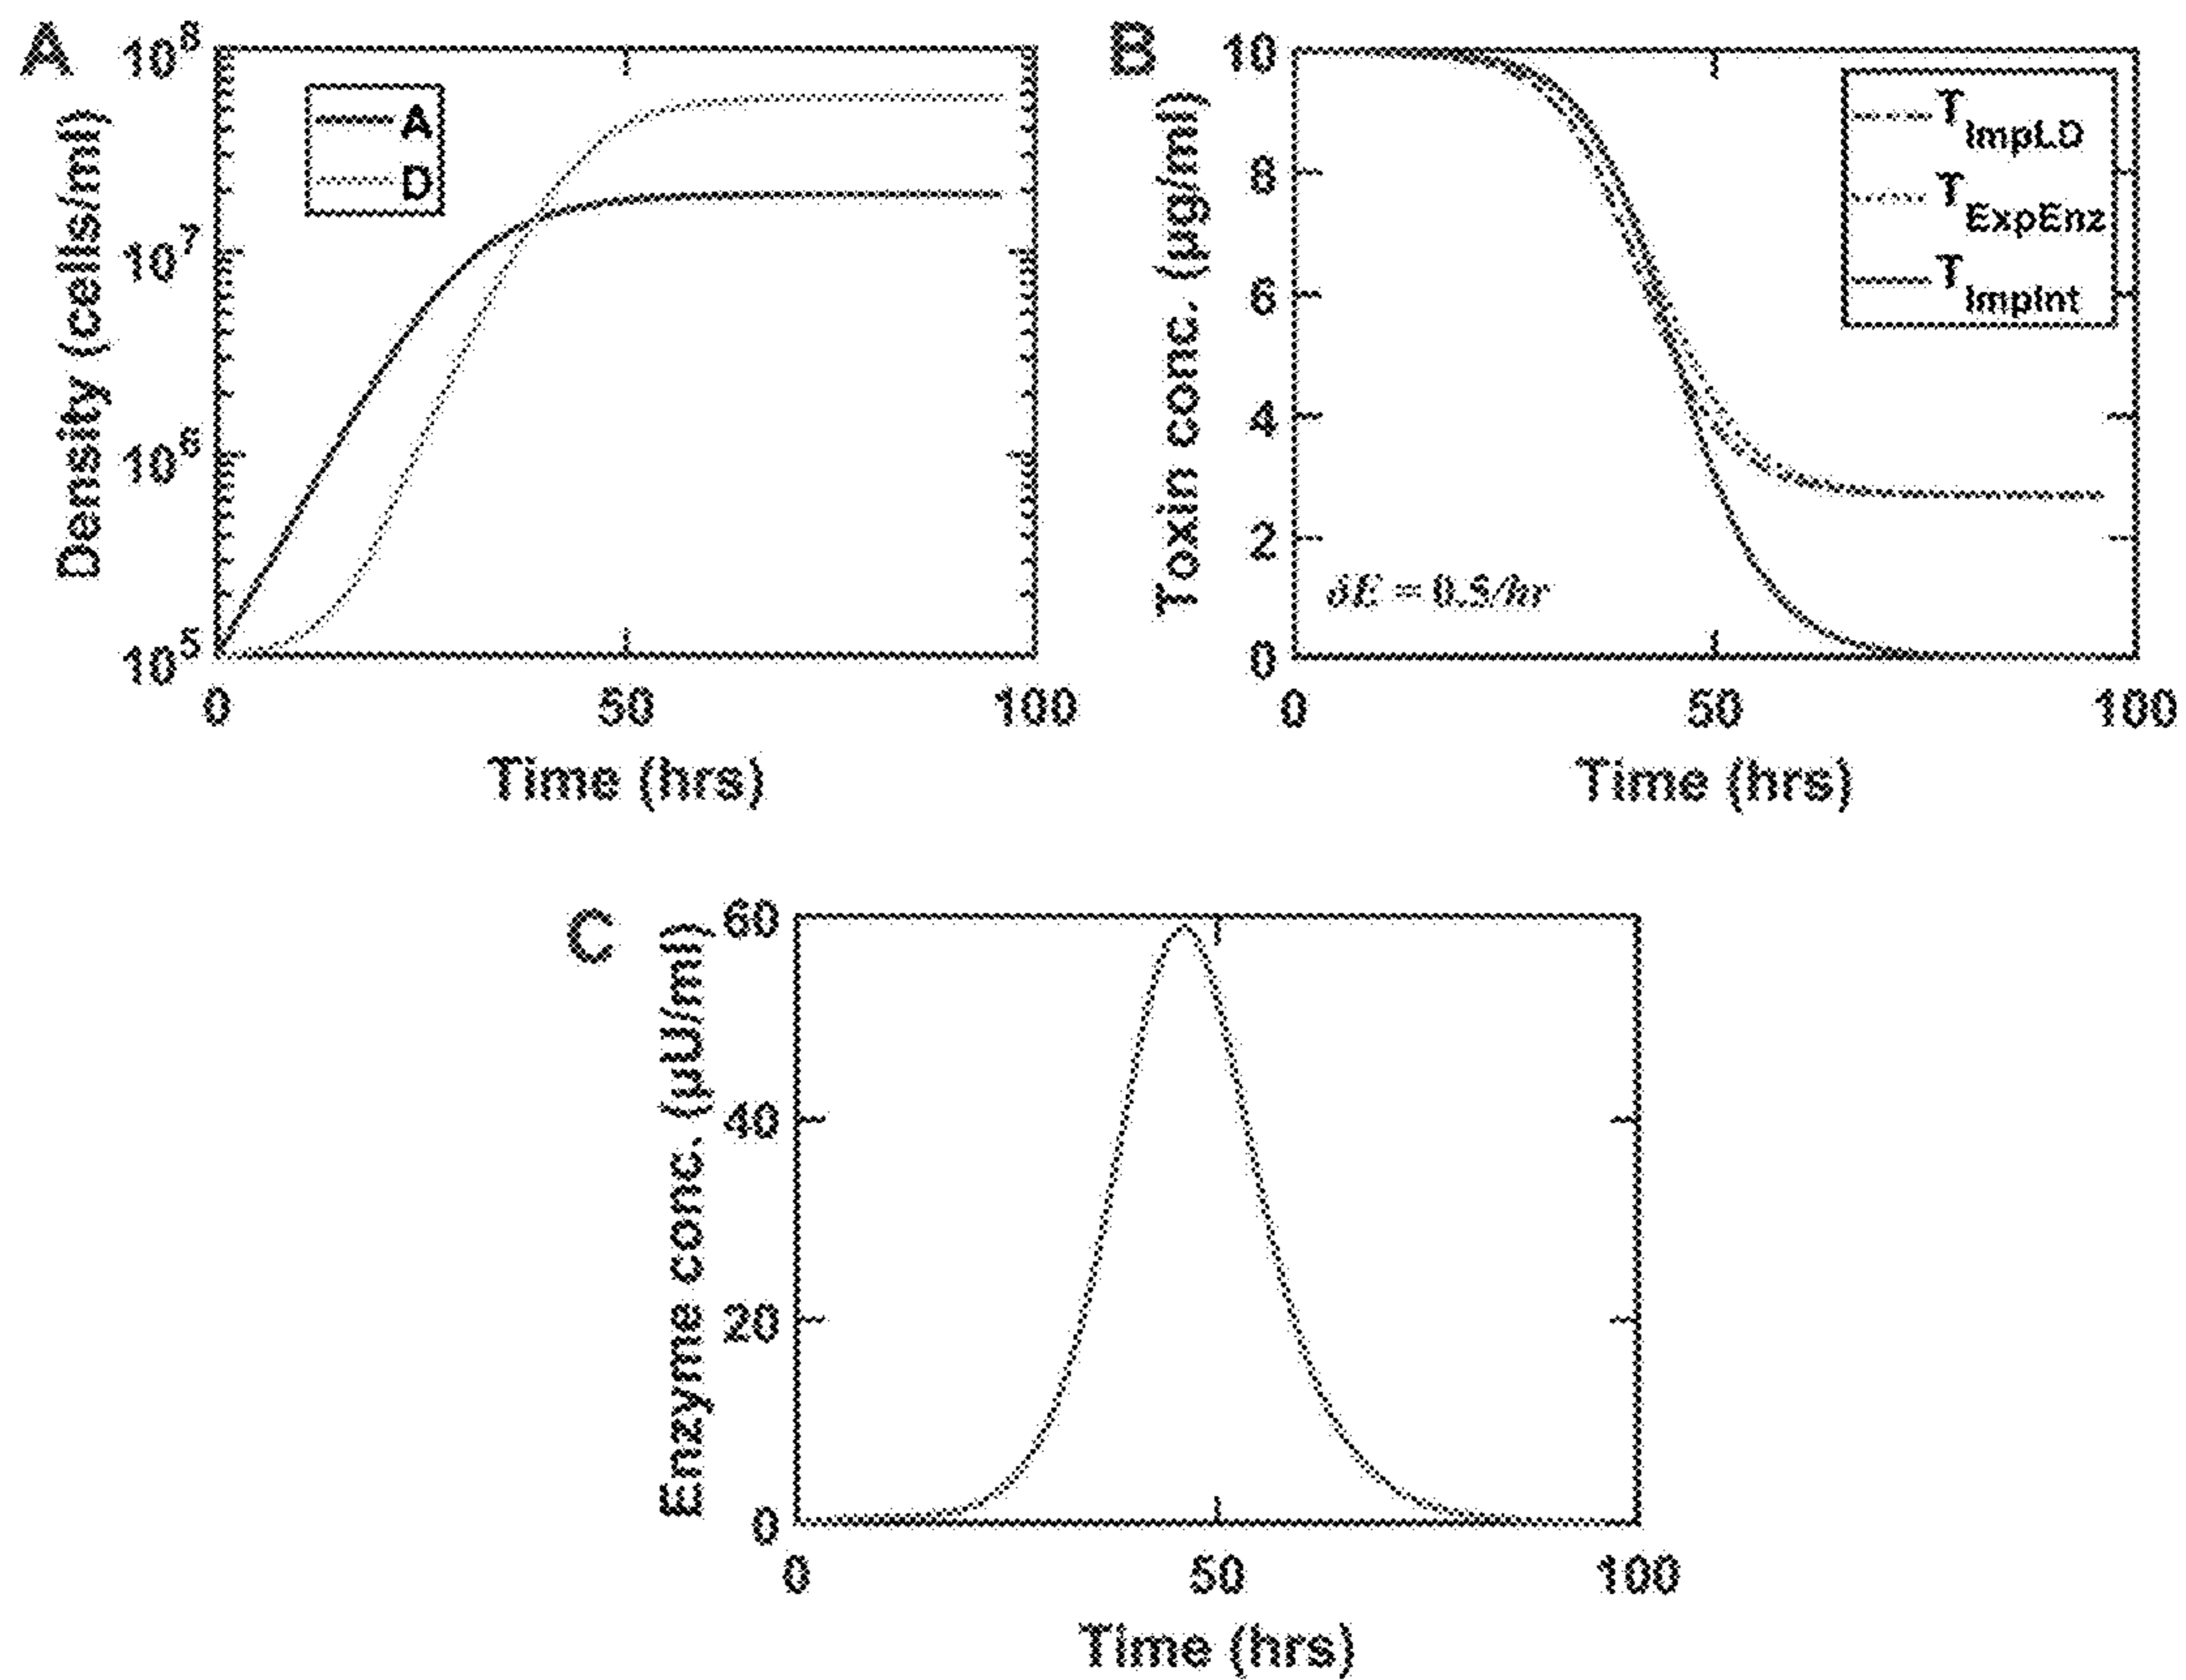 A
10^8
10^7
10^6
10^5
Density (cells/ml)
A
D
0
50
100
Time (hrs)
B
10
8
6
4
2
0
Toxin conc. (μg/ml)
T_ImpLD
T_ExpEnz
T_ImpInt
δE = 0.5/hr
0
50
100
Time (hrs)
C
60
40
20
0
Enzyme conc. (μU/ml)
0
50
100
Time (hrs)